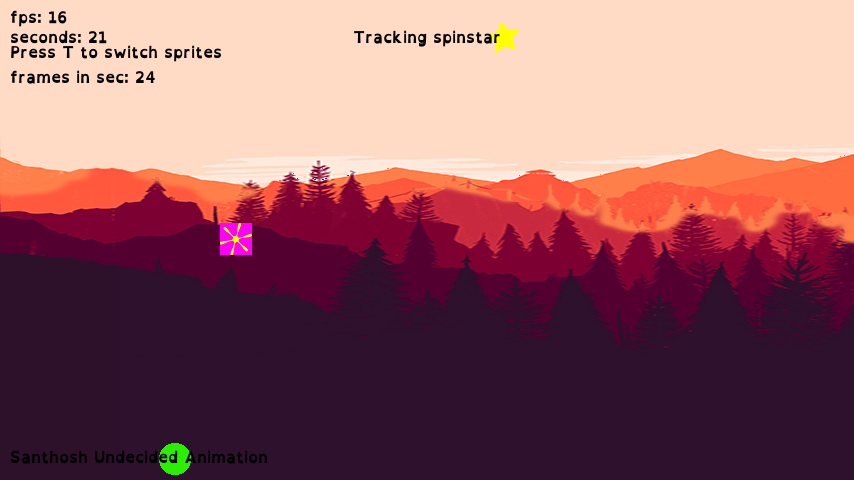 fps: 16
seconds: 21
Press T to switch sprites
frames in sec: 24
Tracking spinstar
Santhosh Undecided Animation